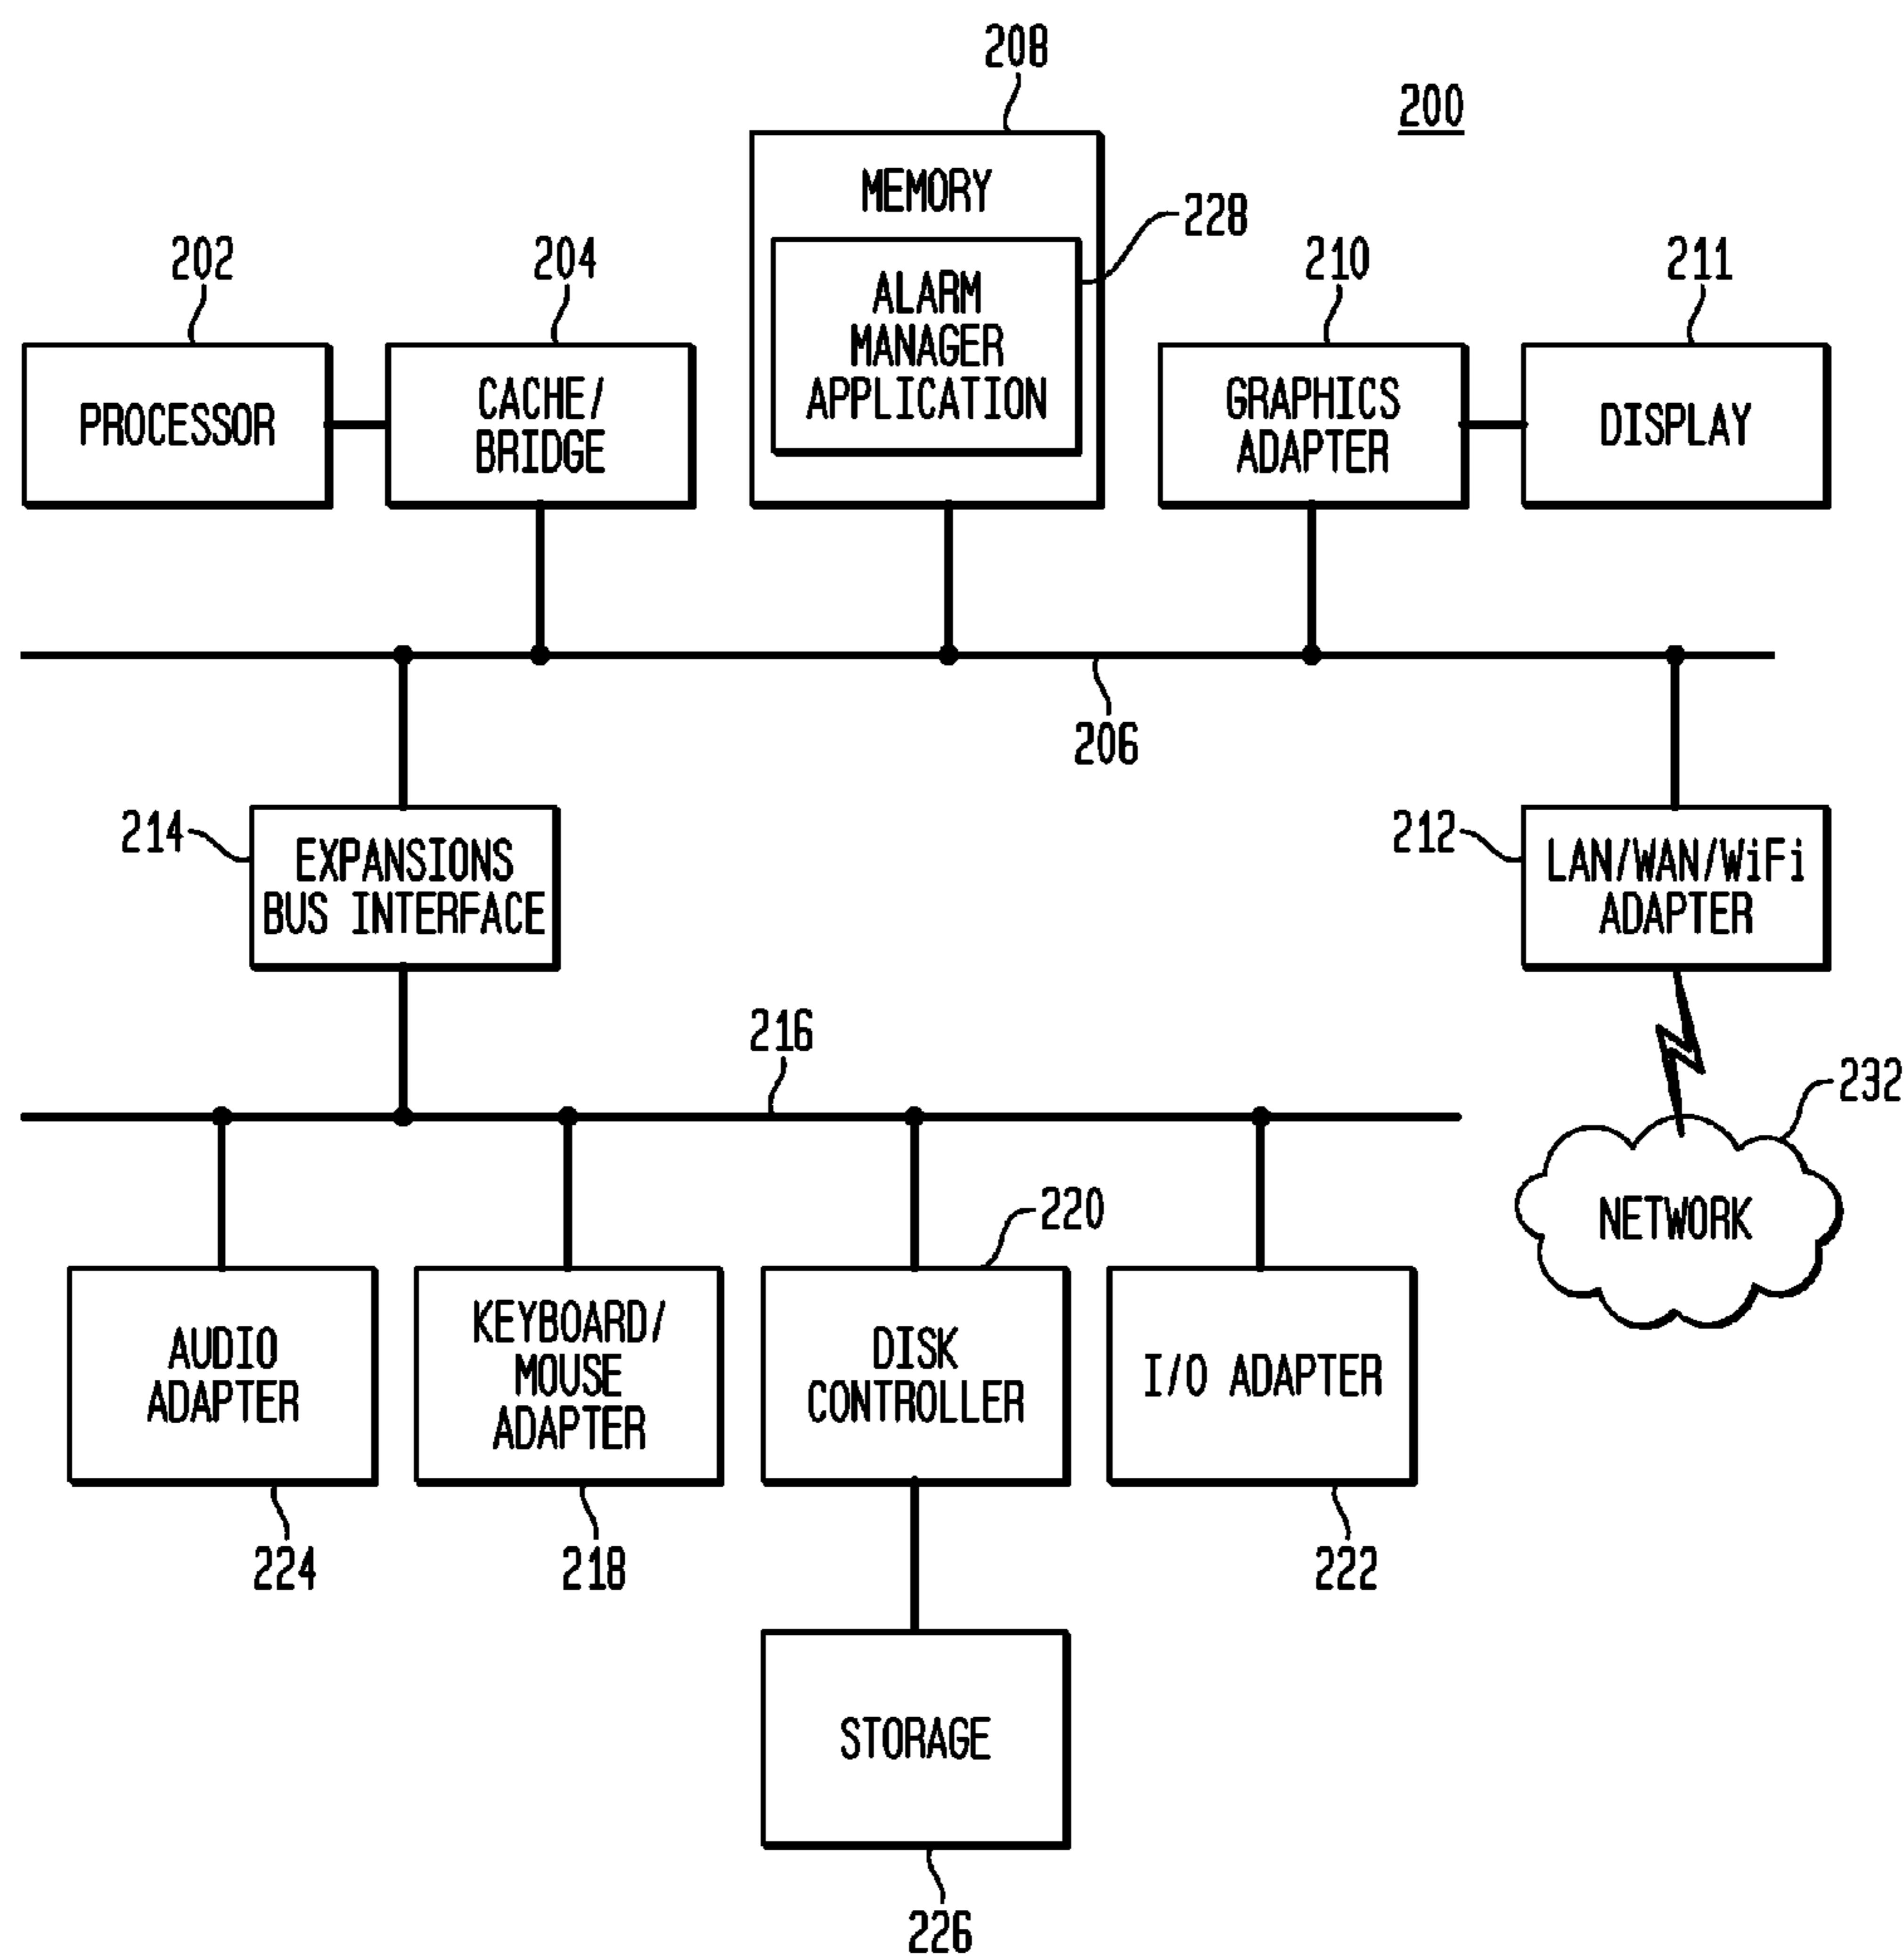 208
200
MEMORY
228
202
204
ALARM
MANAGER
APPLICATION
210
211
PROCESSOR
CACHE/
BRIDGE
GRAPHICS
ADAPTER
DISPLAY
206
214
EXPANSIONS
BUS INTERFACE
212
LAN/WAN/WiFi
ADAPTER
216
232
NETWORK
220
AUDIO
ADAPTER
KEYBOARD/
MOUSE
ADAPTER
DISK
CONTROLLER
I/O ADAPTER
224
218
222
STORAGE
226